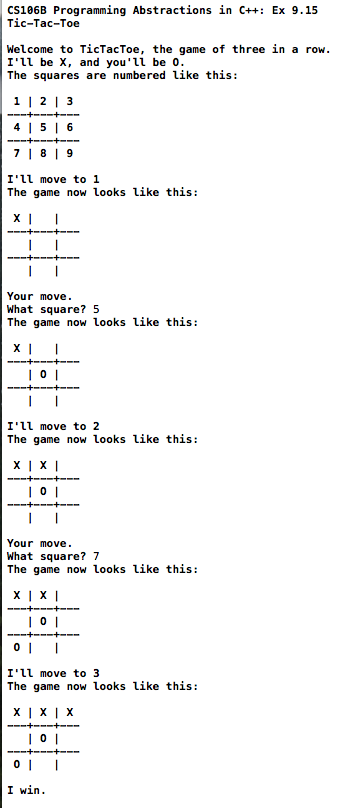 CS106B Programming Abstractions in C++: Ex 9.15
Tic-Tac-Toe
Welcome to TicTacToe, the game of three in a row.
I'll be X, and you'll be O.
The squares are numbered like this:
 1 | 2 | 3
---+---+---
 4 | 5 | 6
---+---+---
 7 | 8 | 9
I'll move to 1
The game now looks like this:
 X |   |
---+---+---
   |   |
---+---+---
   |   |
Your move.
What square? 5
The game now looks like this:
 X |   |
---+---+---
   | O |
---+---+---
   |   |
I'll move to 2
The game now looks like this:
 X | X |
---+---+---
   | O |
---+---+---
   |   |
Your move.
What square? 7
The game now looks like this:
 X | X |
---+---+---
   | O |
---+---+---
 O |   |
I'll move to 3
The game now looks like this:
 X | X | X
---+---+---
   | O |
---+---+---
 O |   |
I win.